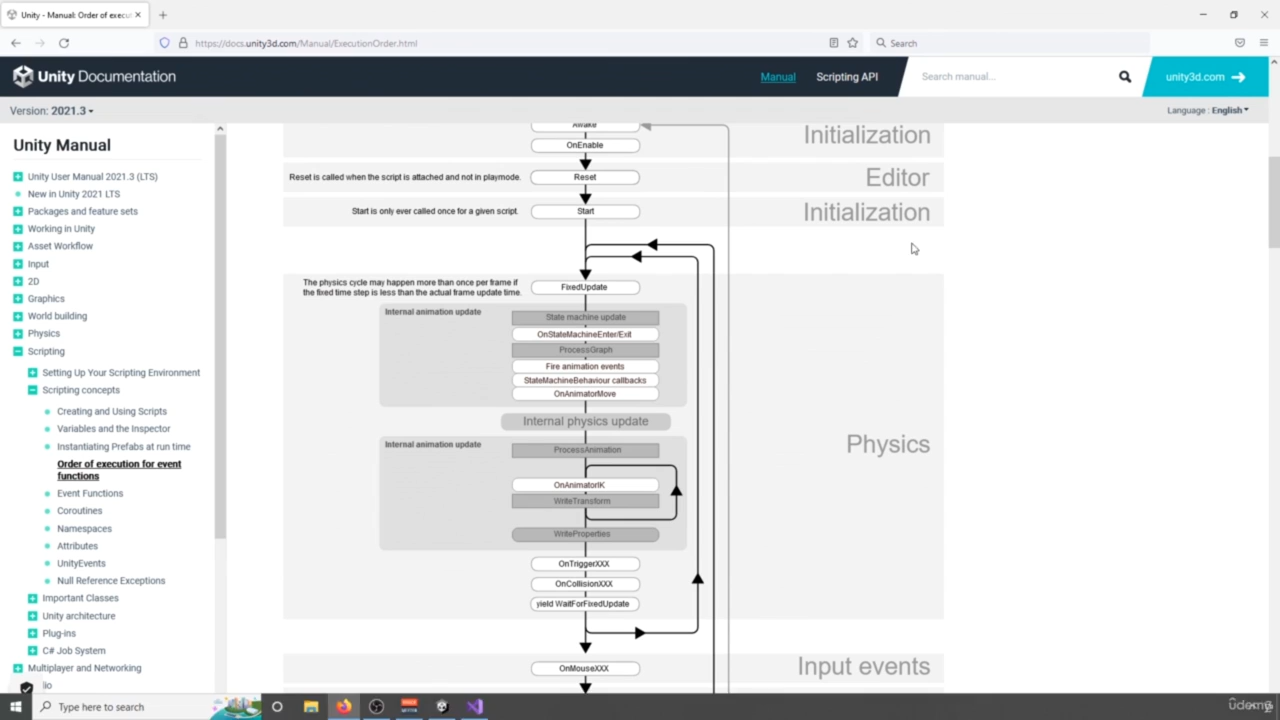 Unity - Manual: Order of execu
https://docs.unity3d.com/Manual/ExecutionOrder.html
Search
Unity Documentation
Manual
Scripting API
Search manual...
unity3d.com
Version: 2021.3
Language : English
Unity Manual
Unity User Manual 2021.3 (LTS)
New in Unity 2021 LTS
Packages and feature sets
Working in Unity
Asset Workflow
Input
2D
Graphics
World building
Physics
Scripting
Setting Up Your Scripting Environment
Scripting concepts
Creating and Using Scripts
Variables and the Inspector
Instantiating Prefabs at run time
Order of execution for event
functions
Event Functions
Coroutines
Namespaces
Attributes
UnityEvents
Null Reference Exceptions
Important Classes
Unity architecture
Plug-ins
C# Job System
Multiplayer and Networking
Awake
Initialization
OnEnable
Reset is called when the script is attached and not in playmode.
Reset
Editor
Start is only ever called once for a given script.
Start
Initialization
The physics cycle may happen more than once per frame if
the fixed time step is less than the actual frame update time.
FixedUpdate
Internal animation update
State machine update
OnStateMachineEnter/Exit
ProcessGraph
Fire animation events
StateMachineBehaviour callbacks
OnAnimatorMove
Internal physics update
Physics
Internal animation update
ProcessAnimation
OnAnimatorIK
WriteTransform
WriteProperties
OnTriggerXXX
OnCollisionXXX
yield WaitForFixedUpdate
OnMouseXXX
Input events
Type here to search